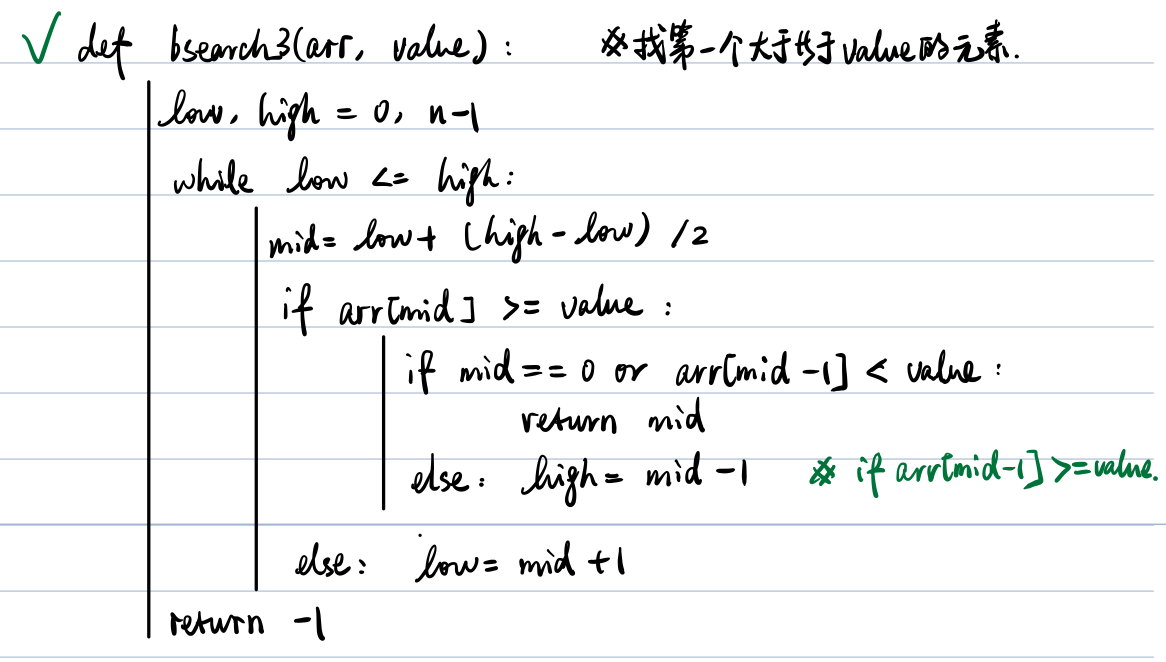 ✓ def bsearch3(arr, value): ※找第一个大于等于value的元素.
low, high = 0, n-1
while low <= high:
mid= low+ (high-low) /2
if arr[mid] >= value :
if mid == 0 or arr[mid-1] < value :
return mid
else: high= mid-1 ※ if arr[mid-1]>=value.
else: low= mid+1
return -1